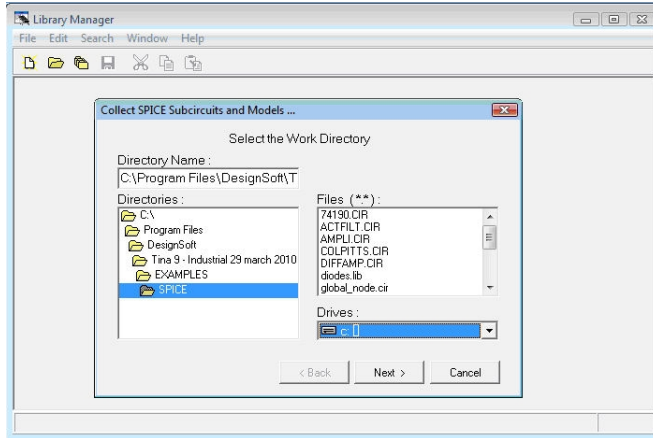 Library Manager
File Edit Search Window Help
Collect SPICE Subcircuits and Models ...
Select the Work Directory
Directory Name :
C:\Program Files\DesignSoft\T
Directories :
C:\
Program Files
DesignSoft
Tina 9 - Industrial 29 march 2010
EXAMPLES
SPICE
Files (*.*) :
74190.CIR
ACTFILT.CIR
AMPLI.CIR
COLPITTS.CIR
DIFFAMP.CIR
diodes.lib
global_node.cir
Drives :
c: []
< Back Next > Cancel